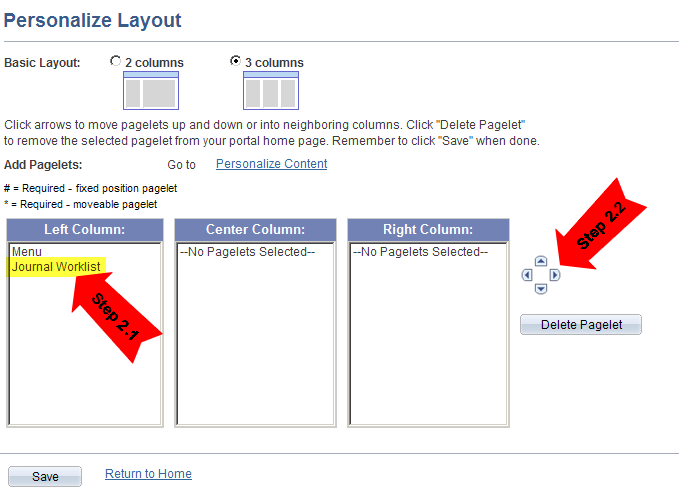 Personalize Layout
Basic Layout: 2 columns 3 columns
Click arrows to move pagelets up and down or into neighboring columns. Click "Delete Pagelet"
to remove the selected pagelet from your portal home page. Remember to click "Save" when done.
Add Pagelets: Go to Personalize Content
# = Required - fixed position pagelet
* = Required - moveable pagelet
Left Column: Center Column: Right Column:
Menu --No Pagelets Selected-- --No Pagelets Selected--
Journal Worklist
Step 2.1
Step 2.2
Delete Pagelet
Save Return to Home